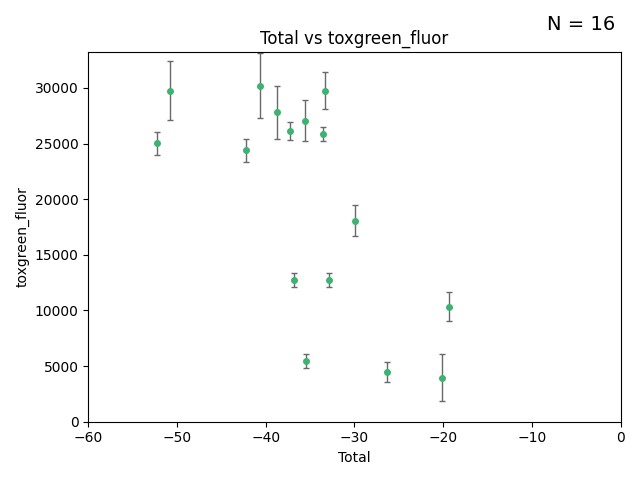 N = 16
Total vs toxgreen_fluor
30000
25000
20000
15000
10000
5000
0
toxgreen_fluor
−60 −50 −40 −30 −20 −10 0
Total